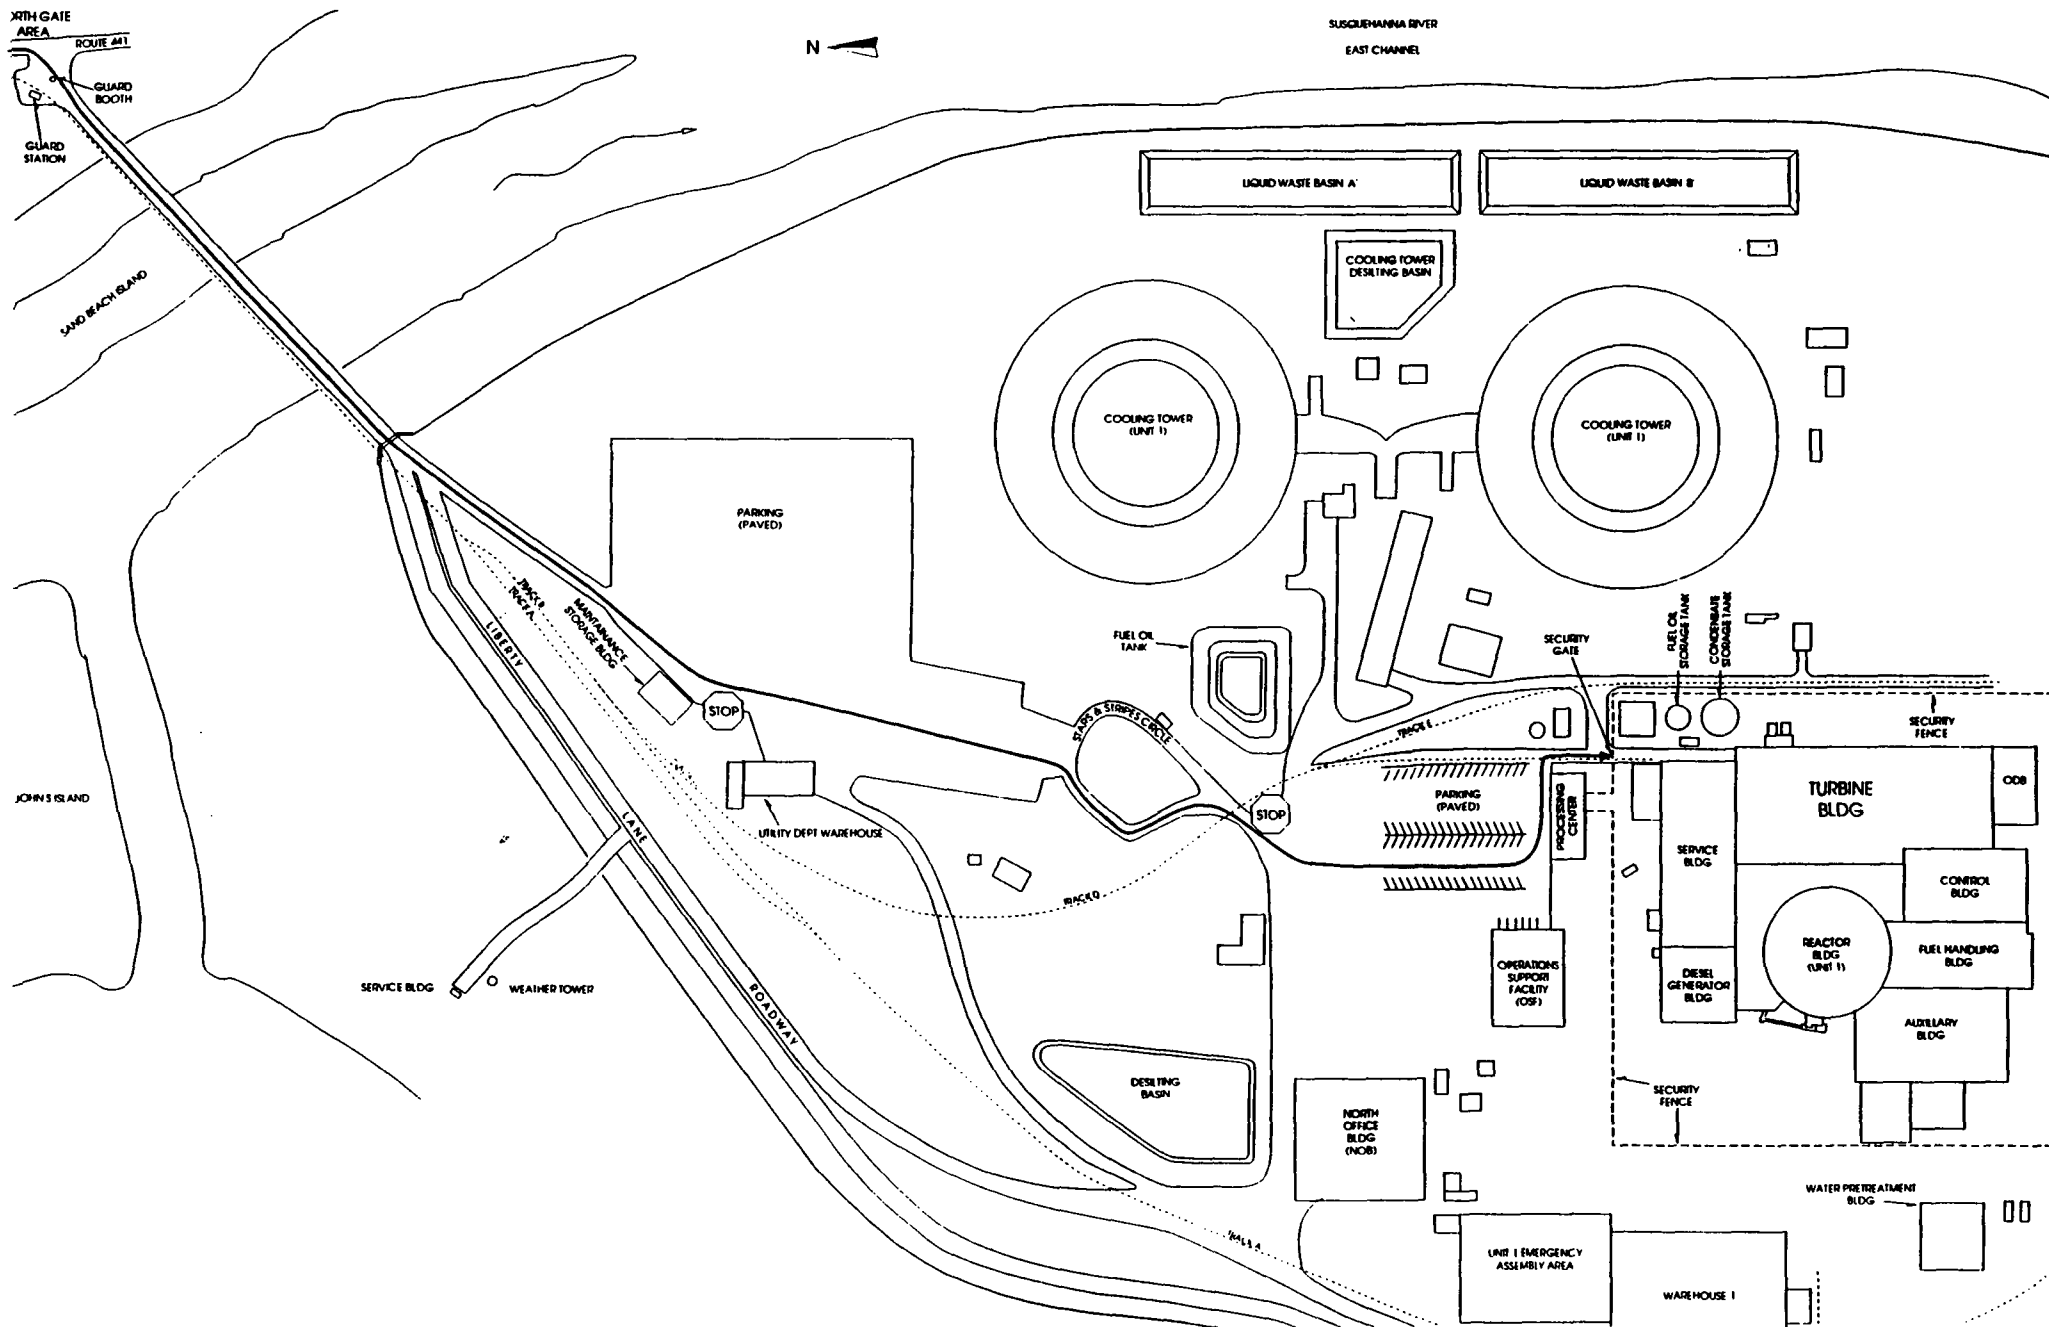 ORTH GATE
AREA
ROUTE 441
GUARD
BOOTH
GUARD
STATION
N
SUSQUEHANNA RIVER
EAST CHANNEL
SAND BEACH ISLAND
LIQUID WASTE BASIN A'
LIQUID WASTE BASIN B'
COOLING TOWER
DESILTING BASIN
COOLING TOWER
(UNIT 1)
COOLING TOWER
(UNIT 1)
PARKING
(PAVED)
TRACK B
TRACK A
MAINTAINANCE
STORAGE BLDG
LIBERTY
LANE
ROADWAY
STOP
FUEL OIL
TANK
SECURITY
GATE
FUEL OIL
STORAGE TANK
CONDENSATE
STORAGE TANK
STARS & STRIPES CIRCLE
TRACK E
SECURITY
FENCE
JOHN S ISLAND
UTILITY DEPT WAREHOUSE
STOP
PARKING
(PAVED)
PROCESSING
CENTER
TURBINE
BLDG
ODB
SERVICE
BLDG
CONTROL
BLDG
TRACK D
REACTOR
BLDG
(UNIT 1)
FUEL HANDLING
BLDG
OPERATIONS
SUPPORT
FACILITY
(OSF)
DIESEL
GENERATOR
BLDG
AUXILLARY
BLDG
SERVICE BLDG
WEATHER TOWER
DESILTING
BASIN
NORTH
OFFICE
BLDG
(NOB)
SECURITY
FENCE
WATER PRETREATMENT
BLDG
TRACK A
UNIT 1 EMERGENCY
ASSEMBLY AREA
WAREHOUSE 1